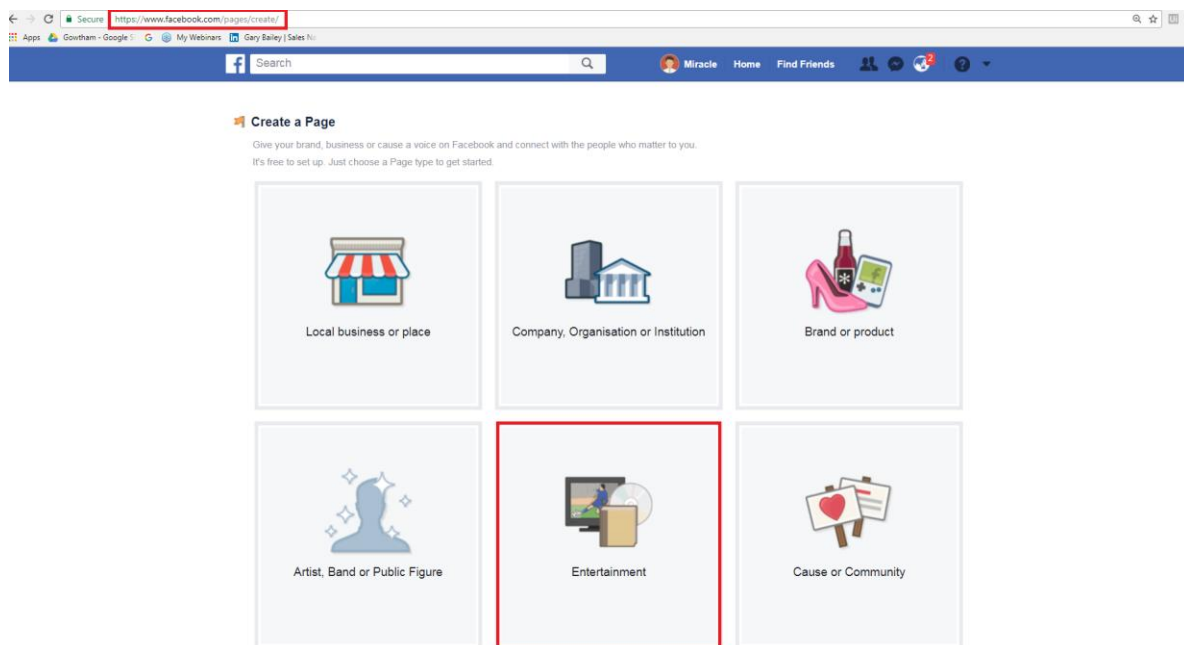 Secure https://www.facebook.com/pages/create/
Apps Gowtham - Google S G My Webinars in Gary Bailey | Sales
f Search Miracle Home Find Friends 2 ?
Create a Page
Give your brand, business or cause a voice on Facebook and connect with the people who matter to you.
It's free to set up. Just choose a Page type to get started.
Local business or place
Company, Organisation or Institution
Brand or product
Artist, Band or Public Figure
Entertainment
Cause or Community